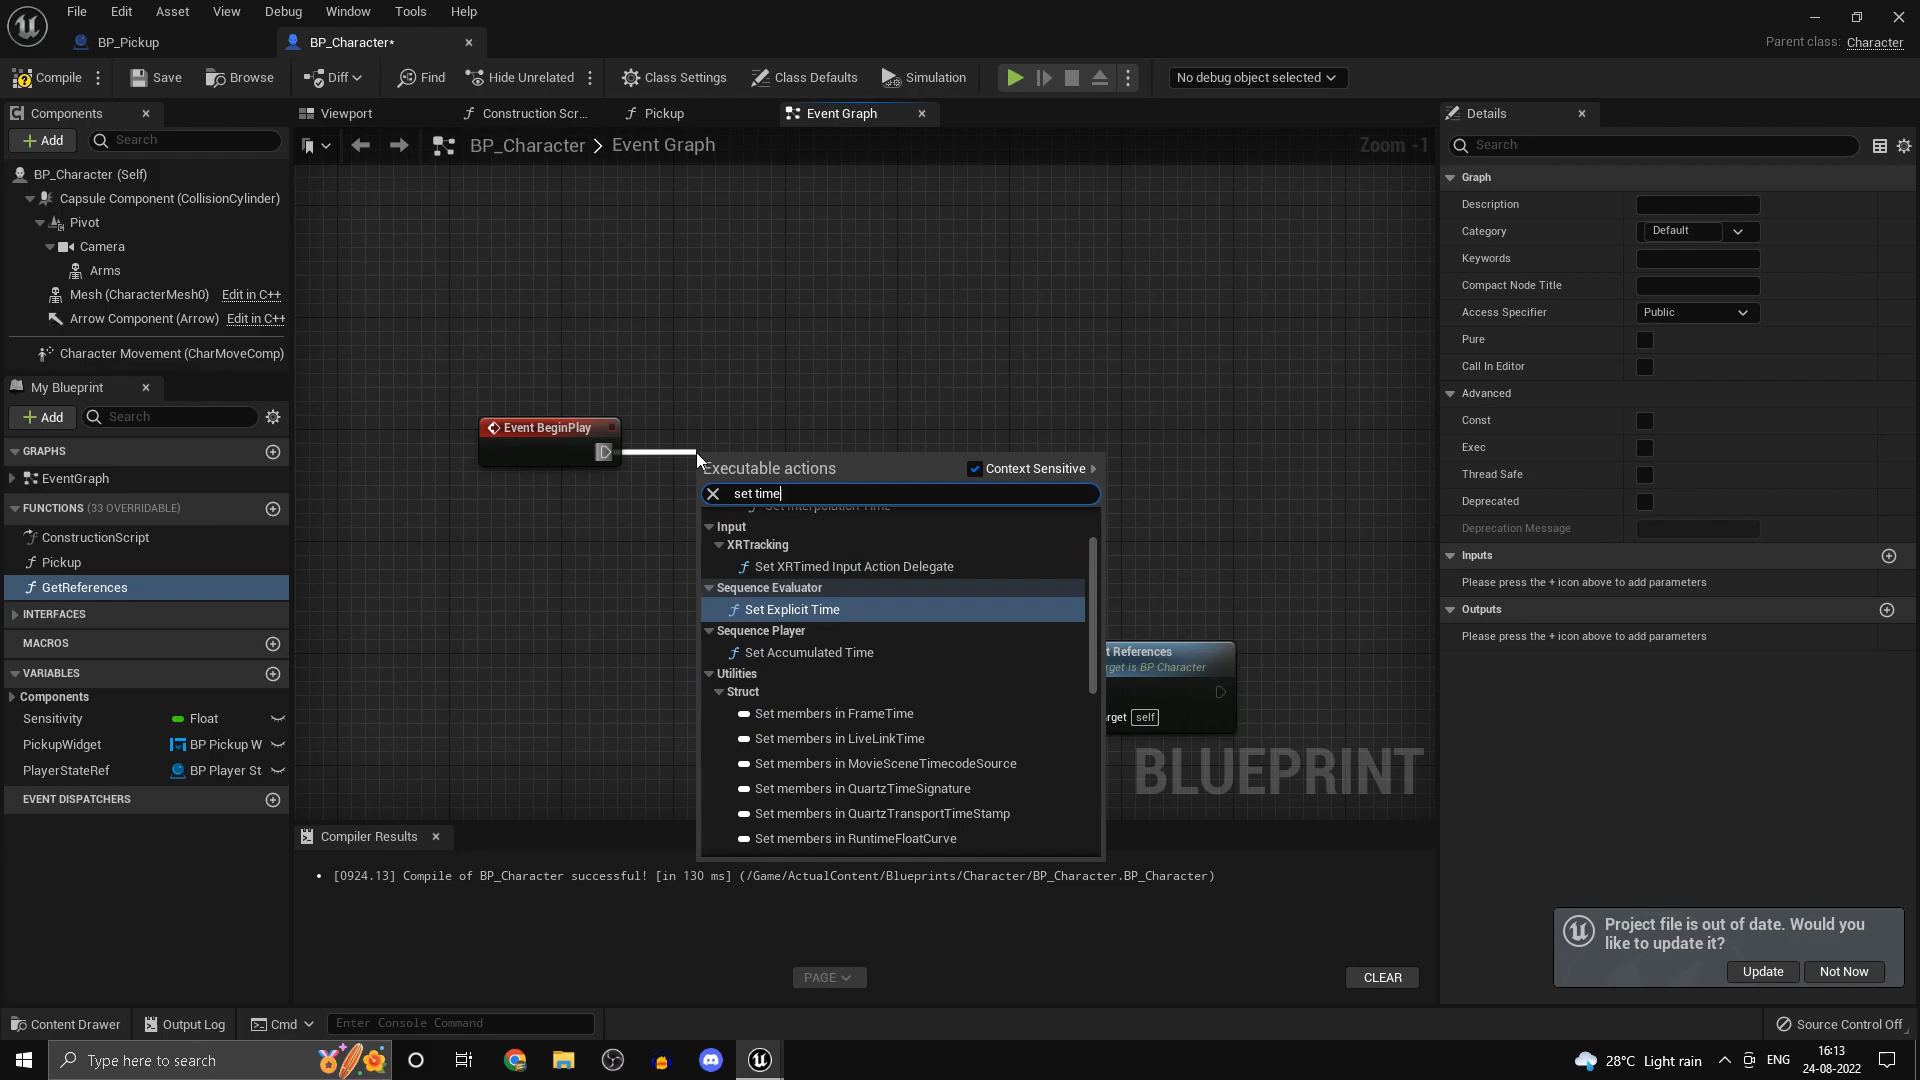 File Edit Asset View Debug Window Tools Help
BP_Pickup
BP_Character*
Parent class: Character
Compile Save Browse Diff Find Hide Unrelated Class Settings Class Defaults Simulation No debug object selected
Components
Add Search
BP_Character (Self)
Capsule Component (CollisionCylinder)
Pivot
Camera
Arms
Mesh (CharacterMesh0) Edit in C++
Arrow Component (Arrow) Edit in C++
Character Movement (CharMoveComp)
My Blueprint
Add Search
GRAPHS
EventGraph
FUNCTIONS (33 OVERRIDABLE)
ConstructionScript
Pickup
GetReferences
INTERFACES
MACROS
VARIABLES
Components
Sensitivity Float
PickupWidget BP Pickup W
PlayerStateRef BP Player St
EVENT DISPATCHERS
Viewport Construction Scr... Pickup Event Graph
BP_Character > Event Graph
Zoom -1
Event BeginPlay
Executable actions Context Sensitive
set time
Set Interpolation Time
Input
XRTracking
Set XRTimed Input Action Delegate
Sequence Evaluator
Set Explicit Time
Sequence Player
Set Accumulated Time
Utilities
Struct
Set members in FrameTime
Set members in LiveLinkTime
Set members in MovieSceneTimecodeSource
Set members in QuartzTimeSignature
Set members in QuartzTransportTimeStamp
Set members in RuntimeFloatCurve
t References
rget is BP Character
rget self
BLUEPRINT
Compiler Results
[0924.13] Compile of BP_Character successful! [in 130 ms] (/Game/ActualContent/Blueprints/Character/BP_Character.BP_Character)
PAGE
CLEAR
Details
Search
Graph
Description
Category Default
Keywords
Compact Node Title
Access Specifier Public
Pure
Call In Editor
Advanced
Const
Exec
Thread Safe
Deprecated
Deprecation Message
Inputs
Please press the + icon above to add parameters
Outputs
Please press the + icon above to add parameters
Project file is out of date. Would you
like to update it?
Update Not Now
Content Drawer Output Log Cmd Enter Console Command Source Control Off
Type here to search
28°C Light rain ENG
16:13
24-08-2022